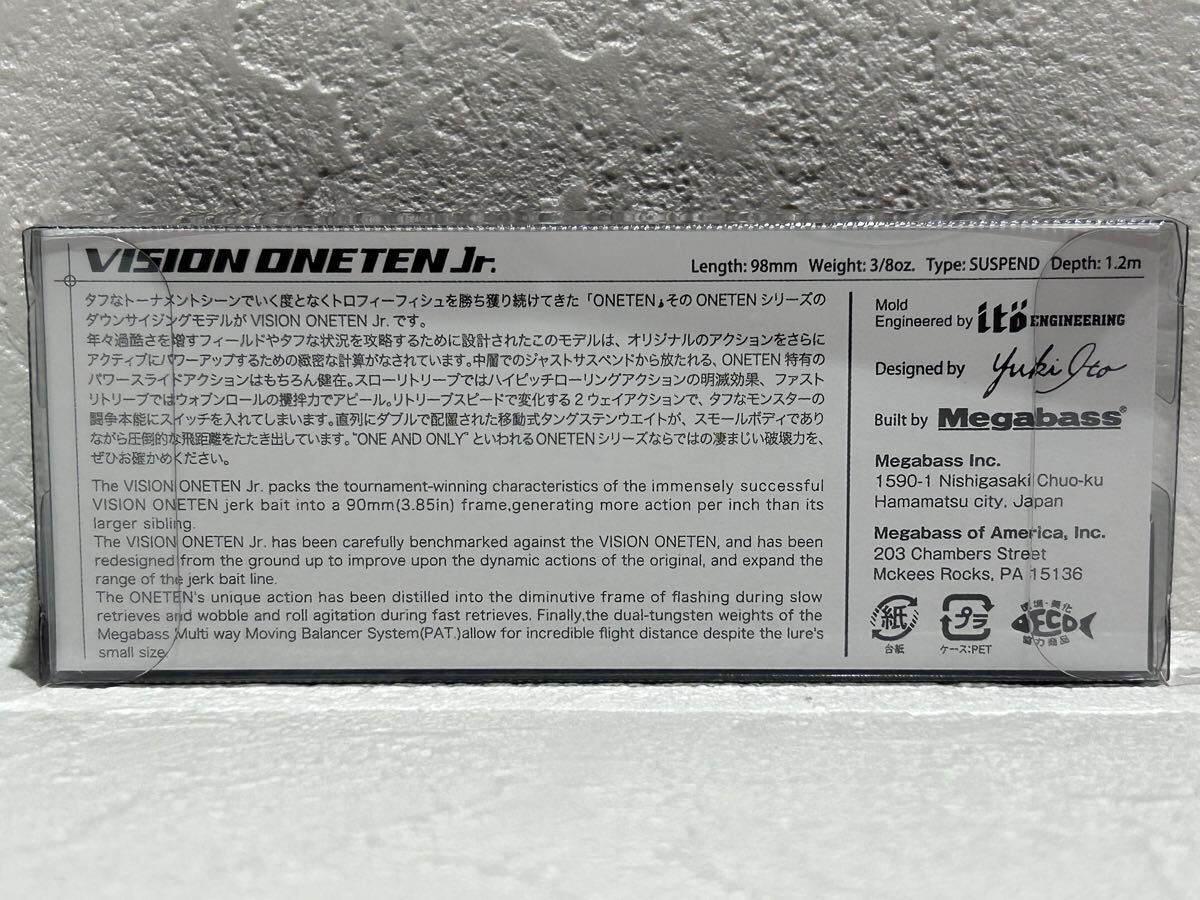 VISION ONETEN Jr.
Length: 98mm Weight: 3/8oz. Type: SUSPEND Depth: 1.2m
タフなトーナメントシーンでいく度となくトロフィーフィシュを勝ち獲り続けてきた「ONETEN」その ONETEN シリーズの
ダウンサイジングモデルが VISION ONETEN Jr. です。
年々過酷さを増すフィールドやタフな状況を攻略するために設計されたこのモデルは、オリジナルのアクションをさらに
アクティブにパワーアップするための緻密な計算がなされています。中層でのジャストサスペンドから放たれる、ONETEN 特有の
パワースライドアクションはもちろん健在。スローリトリーブではハイピッチローリングアクションの明滅効果、ファスト
リトリーブではウォブンロールの攪拌力でアピール。リトリーブスピードで変化する 2 ウェイアクションで、タフなモンスターの
闘争本能にスイッチを入れてしまいます。直列にダブルで配置された移動式タングステンウエイトが、スモールボディであり
ながら圧倒的な飛距離をたたき出しています。"ONE AND ONLY" といわれる ONETEN シリーズならではの凄まじい破壊力を、
ぜひお確かめください。
The VISION ONETEN Jr. packs the tournament-winning characteristics of the immensely successful
VISION ONETEN jerk bait into a 90mm(3.85in) frame,generating more action per inch than its
larger sibling.
The VISION ONETEN Jr. has been carefully benchmarked against the VISION ONETEN, and has been
redesigned from the ground up to improve upon the dynamic actions of the original, and expand the
range of the jerk bait line.
The ONETEN's unique action has been distilled into the diminutive frame of flashing during slow
retrieves and wobble and roll agitation during fast retrieves. Finally,the dual-tungsten weights of the
Megabass Multi way Moving Balancer System(PAT.)allow for incredible flight distance despite the lure's
small size.
Mold
Engineered by itö ENGINEERING
Designed by Yuki Ito
Built by Megabass®
Megabass Inc.
1590-1 Nishigasaki Chuo-ku
Hamamatsu city, Japan
Megabass of America, Inc.
203 Chambers Street
Mckees Rocks, PA 15136
紙
台紙
プラ
ケース:PET
環境・美化
ECO
協力商品